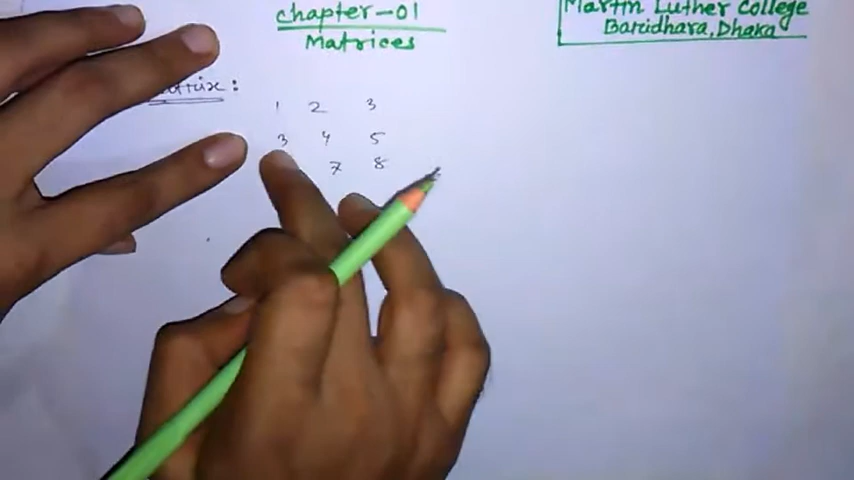 chapter-01
Matrices
Martin Luther College
Baridhara, Dhaka
1 2 3
3 4 5
7 8